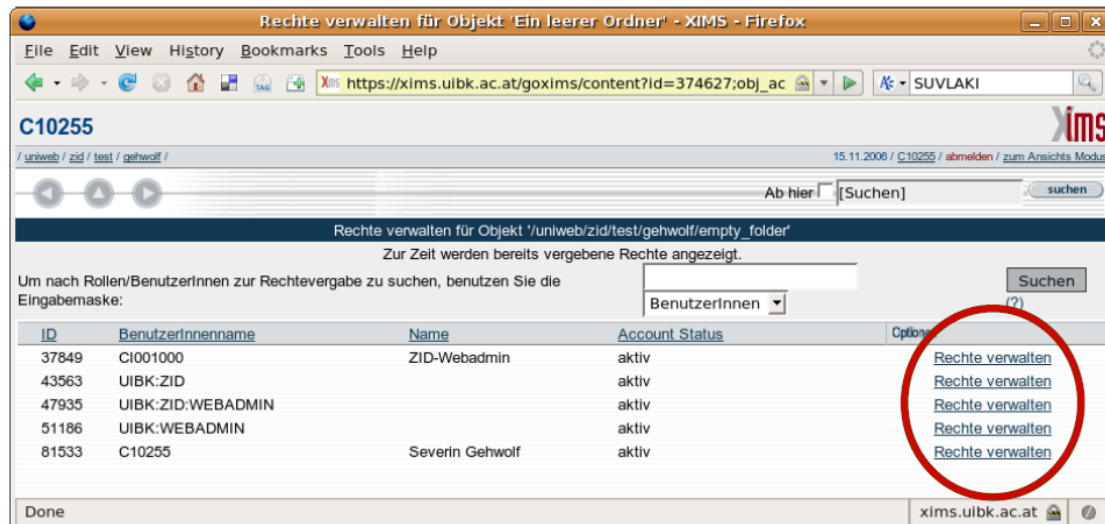 Rechte verwalten für Objekt 'Ein leerer Ordner' - XIMS - Firefox
File Edit View History Bookmarks Tools Help
TAG Xims https://xims.uibk.ac.at/goxims/content?id=374627;obj_ac SUVLAKI
C10255 Xims
/ uniweb / zid / test / gehwolf / 15.11.2006 / C10255 / abmelden / zum Ansichts Modus
Ab hier [Suchen] suchen
Rechte verwalten für Objekt '/uniweb/zid/test/gehwolf/empty_folder'
Zur Zeit werden bereits vergebene Rechte angezeigt.
Um nach Rollen/BenutzerInnen zur Rechtevergabe zu suchen, benutzen Sie die Suchen
Eingabemaske: BenutzerInnen (?)
ID BenutzerInnenname Name Account Status Optionen
37849 CI001000 ZID-Webadmin aktiv Rechte verwalten
43563 UIBK:ZID aktiv Rechte verwalten
47935 UIBK:ZID:WEBADMIN aktiv Rechte verwalten
51186 UIBK:WEBADMIN aktiv Rechte verwalten
81533 C10255 Severin Gehwolf aktiv Rechte verwalten
Done xims.uibk.ac.at